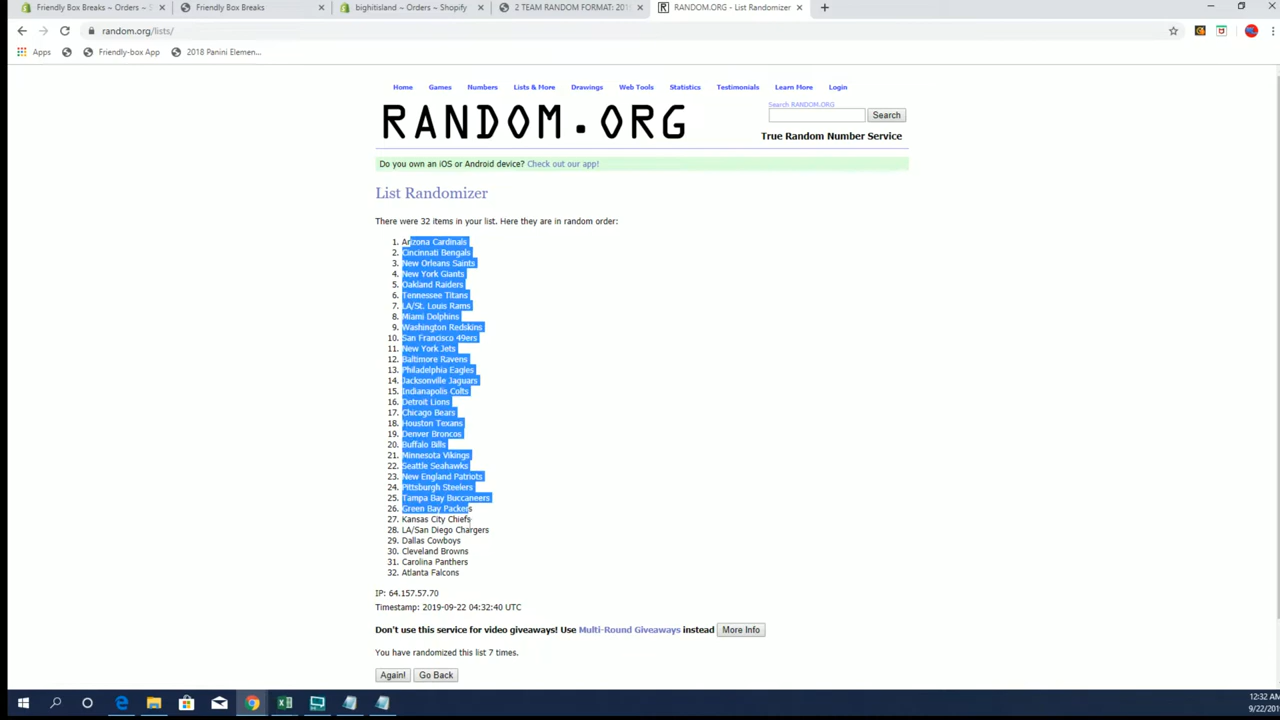 Friendly Box Breaks ~ Orders ~ S
Friendly Box Breaks
bighitisland ~ Orders ~ Shopify
2 TEAM RANDOM FORMAT: 201
RANDOM.ORG - List Randomizer
random.org/lists/
Apps
Friendly-box App
2018 Panini Elemen...
Home Games Numbers Lists & More Drawings Web Tools Statistics Testimonials Learn More Login
RANDOM.ORG
Search RANDOM.ORG
Search
True Random Number Service
Do you own an iOS or Android device? Check out our app!
List Randomizer
There were 32 items in your list. Here they are in random order:
1. Arizona Cardinals
2. Cincinnati Bengals
3. New Orleans Saints
4. New York Giants
5. Oakland Raiders
6. Tennessee Titans
7. LA/St. Louis Rams
8. Miami Dolphins
9. Washington Redskins
10. San Francisco 49ers
11. New York Jets
12. Baltimore Ravens
13. Philadelphia Eagles
14. Jacksonville Jaguars
15. Indianapolis Colts
16. Detroit Lions
17. Chicago Bears
18. Houston Texans
19. Denver Broncos
20. Buffalo Bills
21. Minnesota Vikings
22. Seattle Seahawks
23. New England Patriots
24. Pittsburgh Steelers
25. Tampa Bay Buccaneers
26. Green Bay Packers
27. Kansas City Chiefs
28. LA/San Diego Chargers
29. Dallas Cowboys
30. Cleveland Browns
31. Carolina Panthers
32. Atlanta Falcons
IP: 64.157.57.70
Timestamp: 2019-09-22 04:32:40 UTC
Don't use this service for video giveaways! Use Multi-Round Giveaways instead More Info
You have randomized this list 7 times.
Again! Go Back
12:32 AM
9/22/201